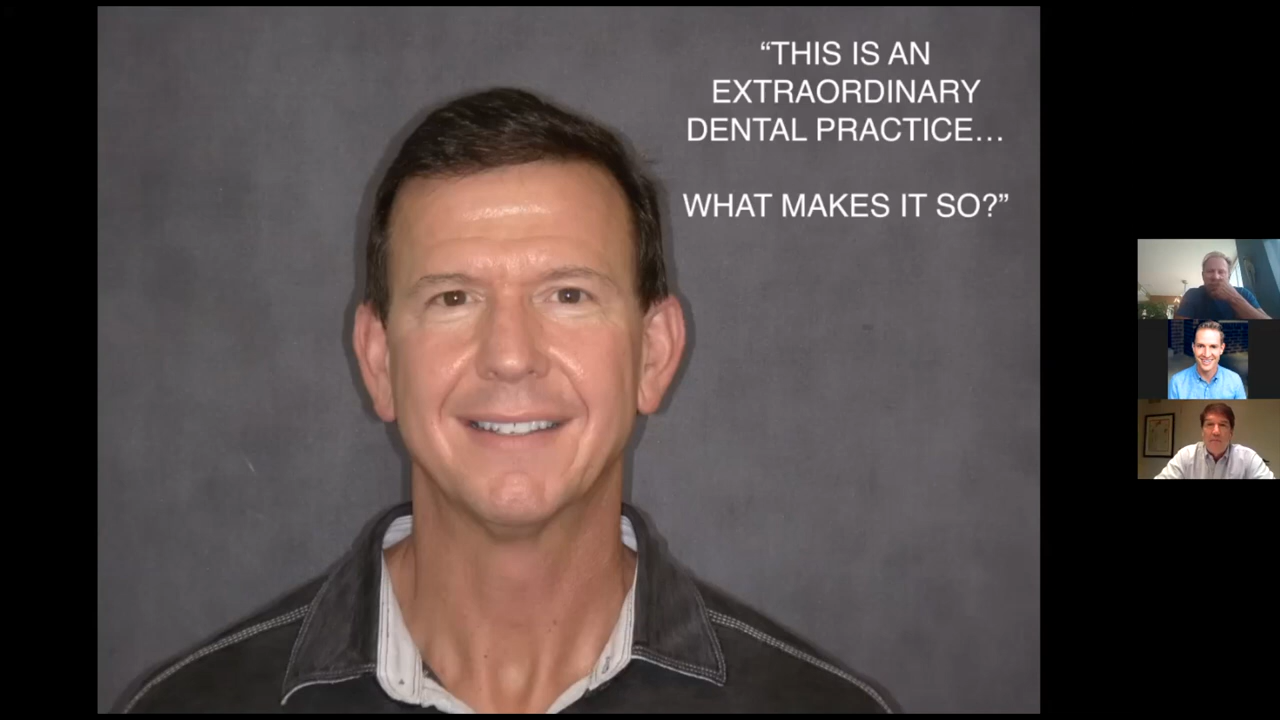 “THIS IS AN
EXTRAORDINARY
DENTAL PRACTICE…
WHAT MAKES IT SO?”